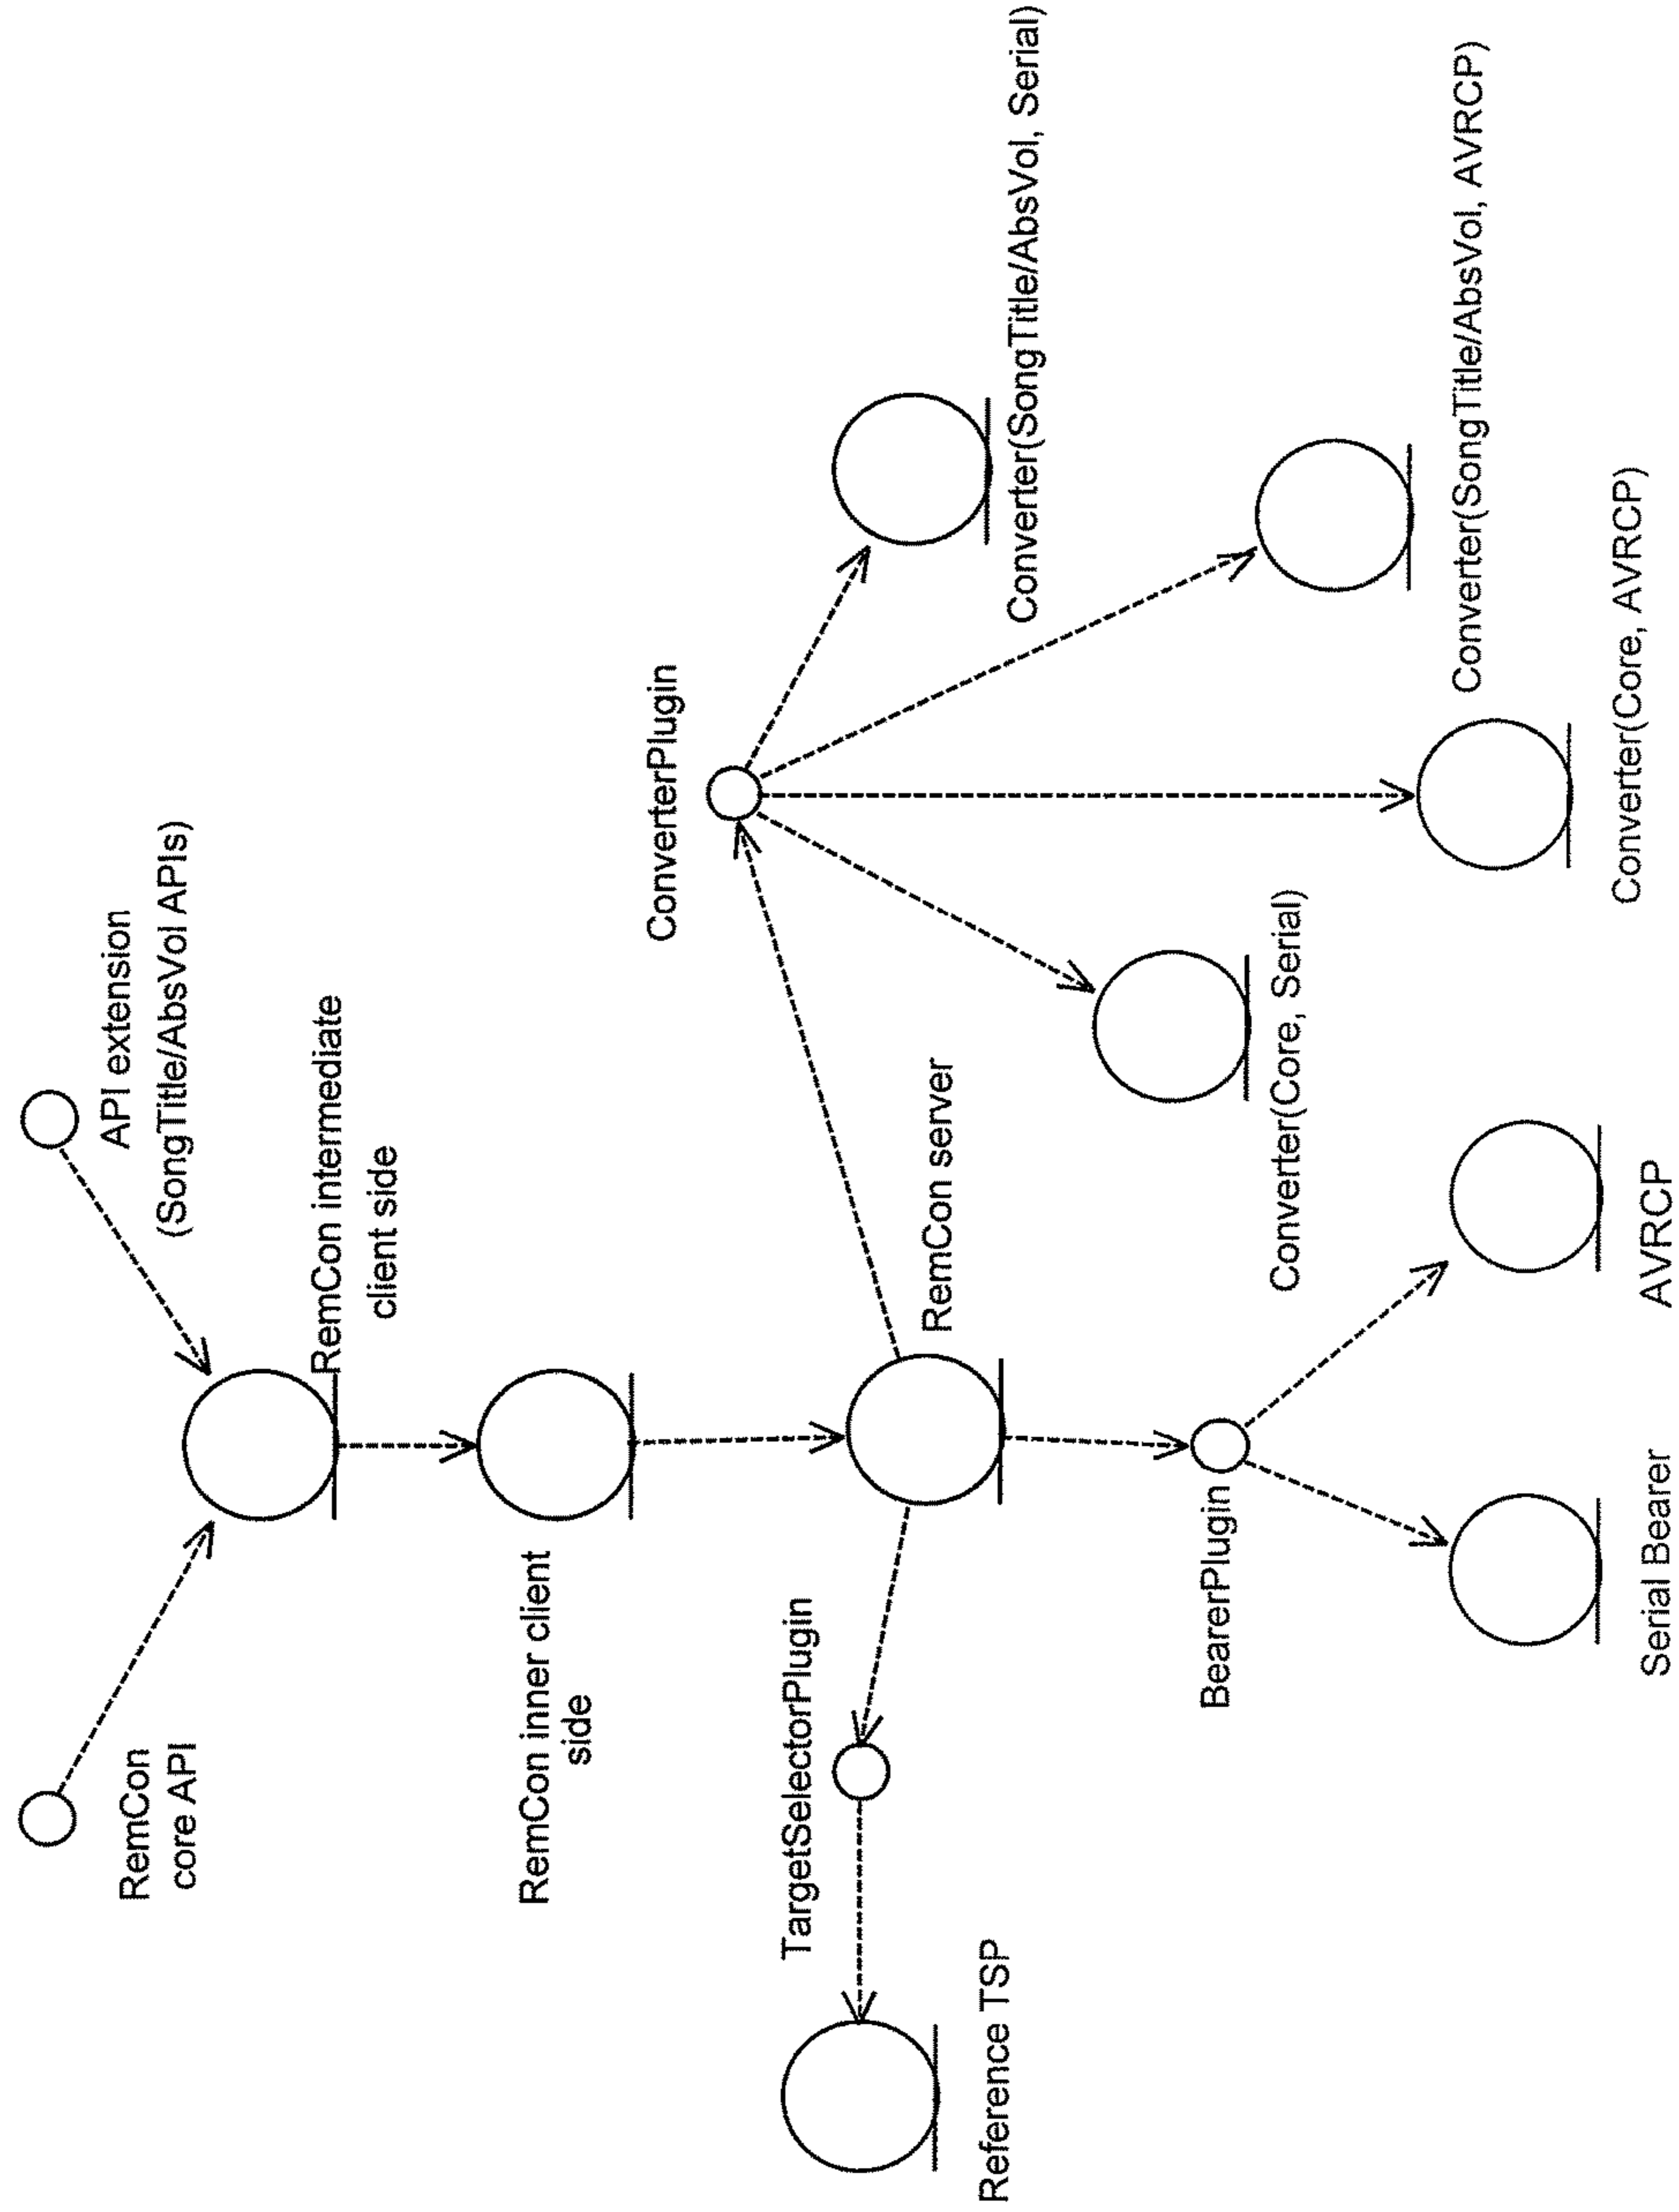 RemCon
core API
API extension
(SongTitle/AbsVol APIs)
RemCon intermediate
client side
RemCon inner client
side
TargetSelectorPlugin
Reference TSP
RemCon server
ConverterPlugin
BearerPlugin
Serial Bearer
AVRCP
Converter(Core, Serial)
Converter(Core, AVRCP)
Converter(SongTitle/AbsVol, AVRCP)
Converter(SongTitle/AbsVol, Serial)